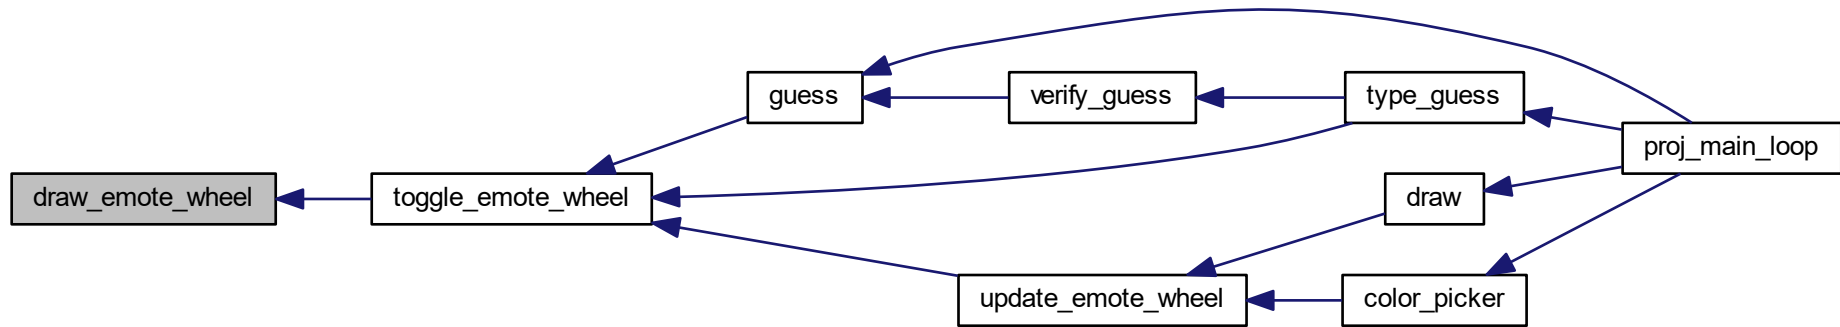 guess
verify_guess
type_guess
proj_main_loop
draw_emote_wheel
toggle_emote_wheel
draw
update_emote_wheel
color_picker